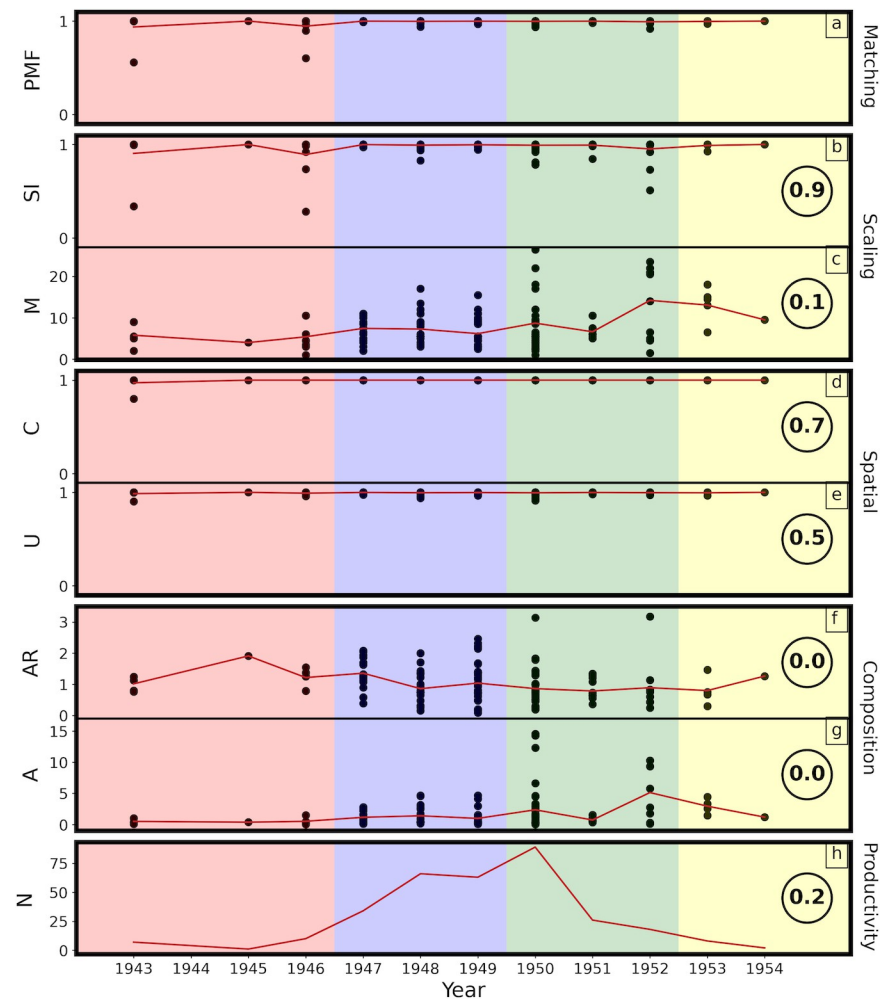 1
0
PMF
a
Matching
1
0
SI
b
0.9
Scaling
20
10
0
M
c
0.1
1
0
C
d
0.7
Spatial
1
0
U
e
0.5
3
2
1
0
AR
f
0.0
Composition
15
10
5
0
A
g
0.0
75
50
25
0
N
h
0.2
Productivity
1943 1944 1945 1946 1947 1948 1949 1950 1951 1952 1953 1954
Year